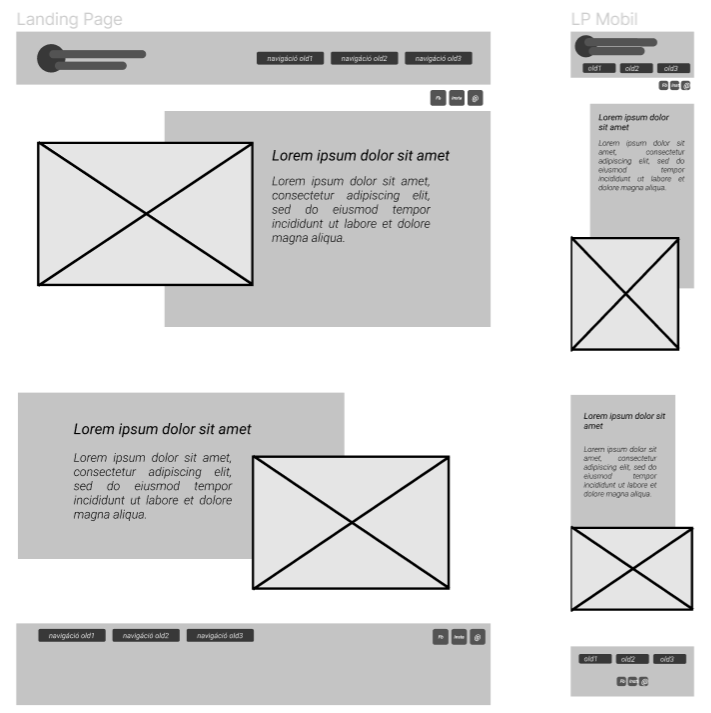 Landing Page
navigáció old1 navigáció old2 navigáció old3
Fb Insta @
Lorem ipsum dolor sit amet
Lorem ipsum dolor sit amet,
consectetur adipiscing elit,
sed do eiusmod tempor
incididunt ut labore et dolore
magna aliqua.
Lorem ipsum dolor sit amet
Lorem ipsum dolor sit amet,
consectetur adipiscing elit,
sed do eiusmod tempor
incididunt ut labore et dolore
magna aliqua.
navigáció old1 navigáció old2 navigáció old3
Fb Insta @
LP Mobil
old1 old2 old3
Fb Insta @
Lorem ipsum dolor
sit amet
Lorem ipsum dolor sit
amet, consectetur
adipiscing elit, sed do
eiusmod tempor
incididunt ut labore et
dolore magna aliqua.
Lorem ipsum dolor sit
amet
Lorem ipsum dolor sit
amet, consectetur
adipiscing elit, sed do
eiusmod tempor
incididunt ut labore et
dolore magna aliqua.
old1 old2 old3
Fb Insta @